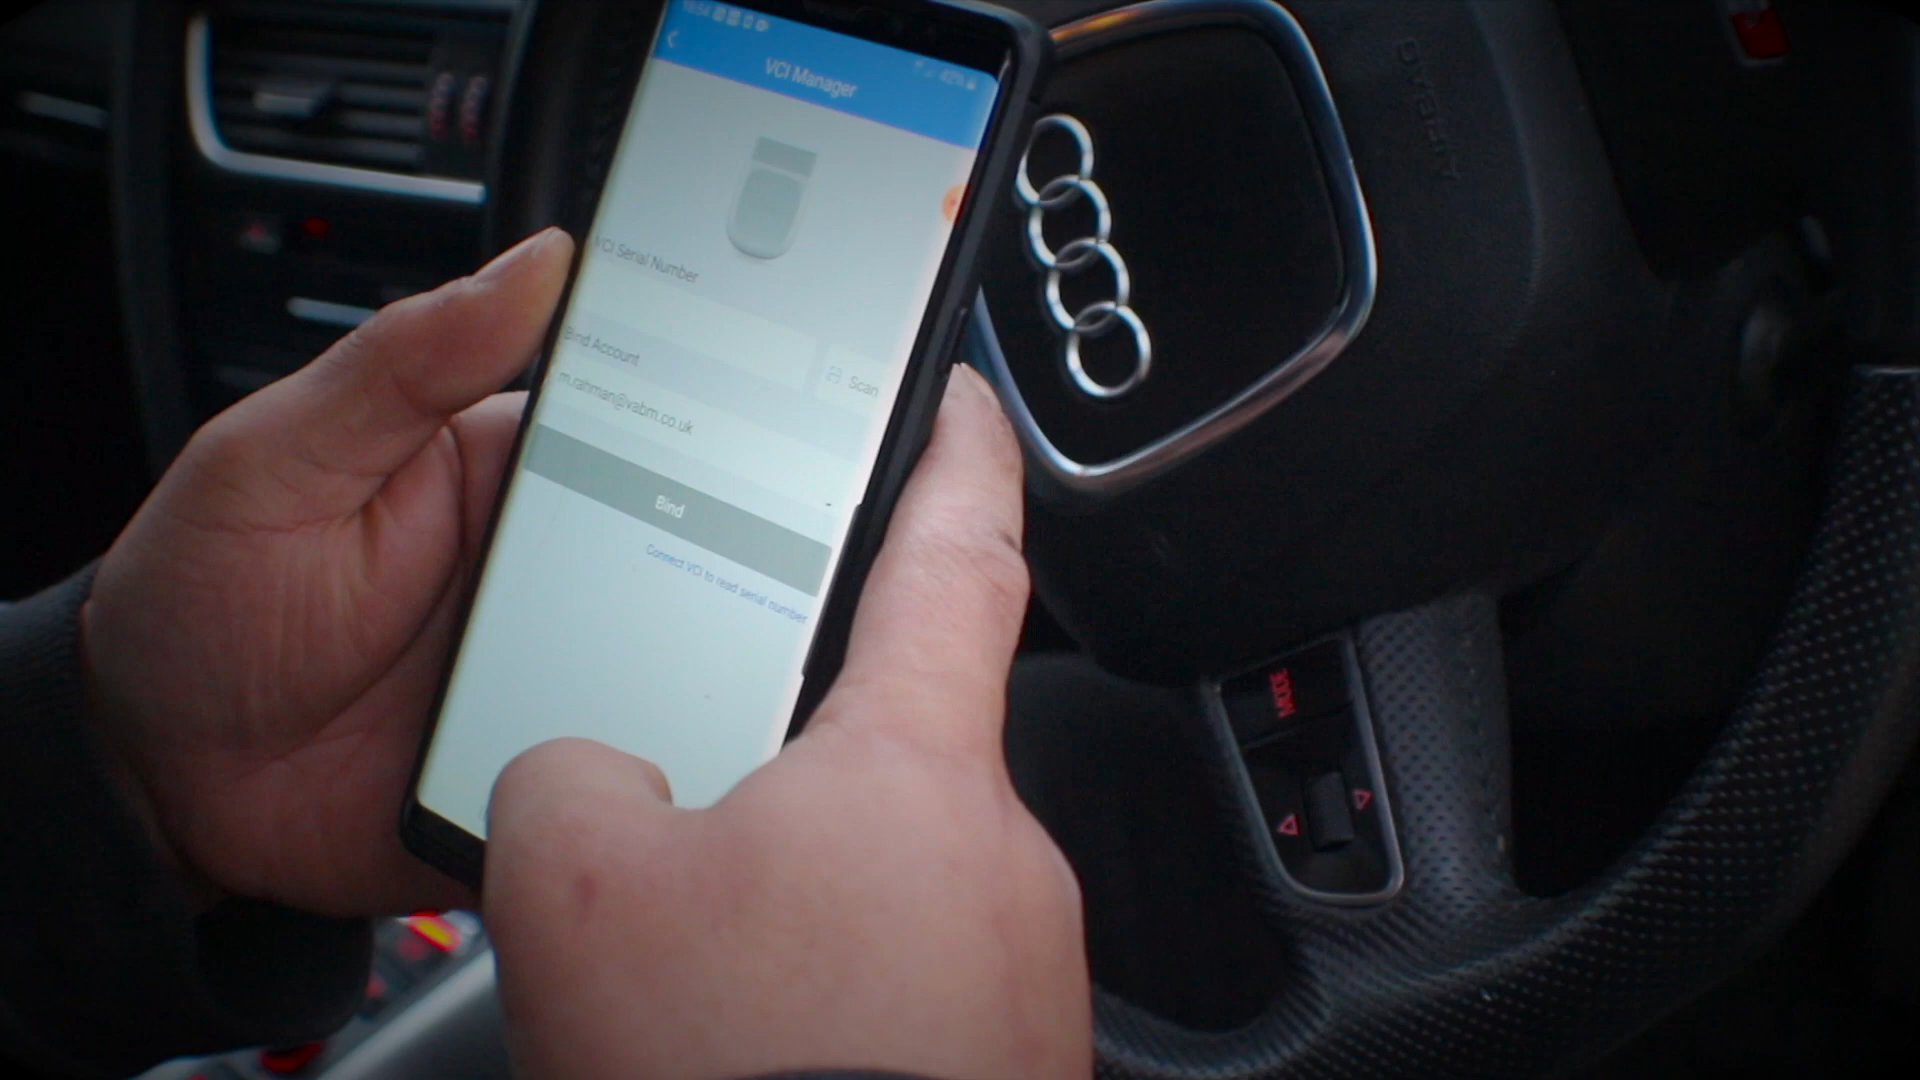 VCI Manager
VCI Serial Number
Scan
Bind Account
m.rahman@vabm.co.uk
Bind
Connect VCI to read serial number
AIRBAG
MODE